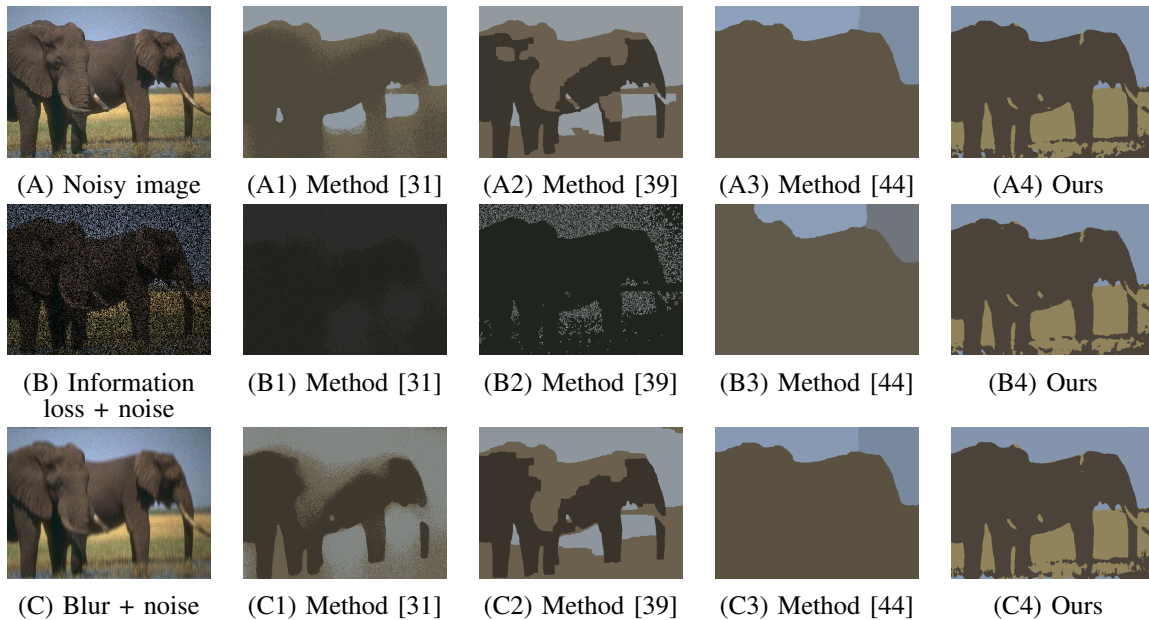 (A) Noisy image
(A1) Method [31]
(A2) Method [39]
(A3) Method [44]
(A4) Ours
(B) Information
loss + noise
(B1) Method [31]
(B2) Method [39]
(B3) Method [44]
(B4) Ours
(C) Blur + noise
(C1) Method [31]
(C2) Method [39]
(C3) Method [44]
(C4) Ours